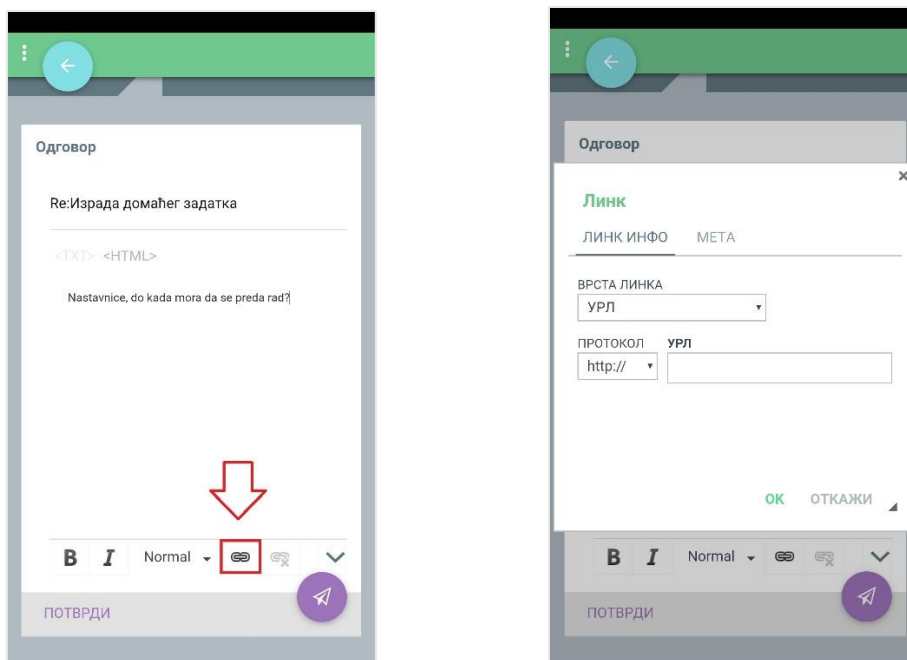 Одговор
Re:Израда домаћег задатка
<TXT> <HTML>
Nastavnice, do kada mora da se preda rad?
B I Normal
ПОТВРДИ
Одговор
Линк
ЛИНК ИНФО МЕТА
ВРСТА ЛИНКА
УРЛ
ПРОТОКОЛ УРЛ
http://
ОК ОТКАЖИ
B I Normal
ПОТВРДИ